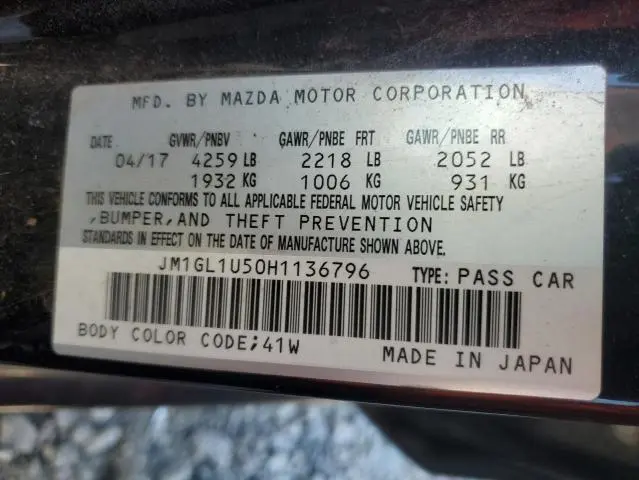 MFD. BY MAZDA MOTOR CORPORATION
DATE GVWR/PNBV GAWR/PNBE FRT GAWR/PNBE RR
04/17 4259 LB 2218 LB 2052 LB
1932 KG 1006 KG 931 KG
THIS VEHICLE CONFORMS TO ALL APPLICABLE FEDERAL MOTOR VEHICLE SAFETY
,BUMPER,AND THEFT PREVENTION
STANDARDS IN EFFECT ON THE DATE OF MANUFACTURE SHOWN ABOVE.
JM1GL1U50H1136796 TYPE: PASS CAR
BODY COLOR CODE;41W MADE IN JAPAN